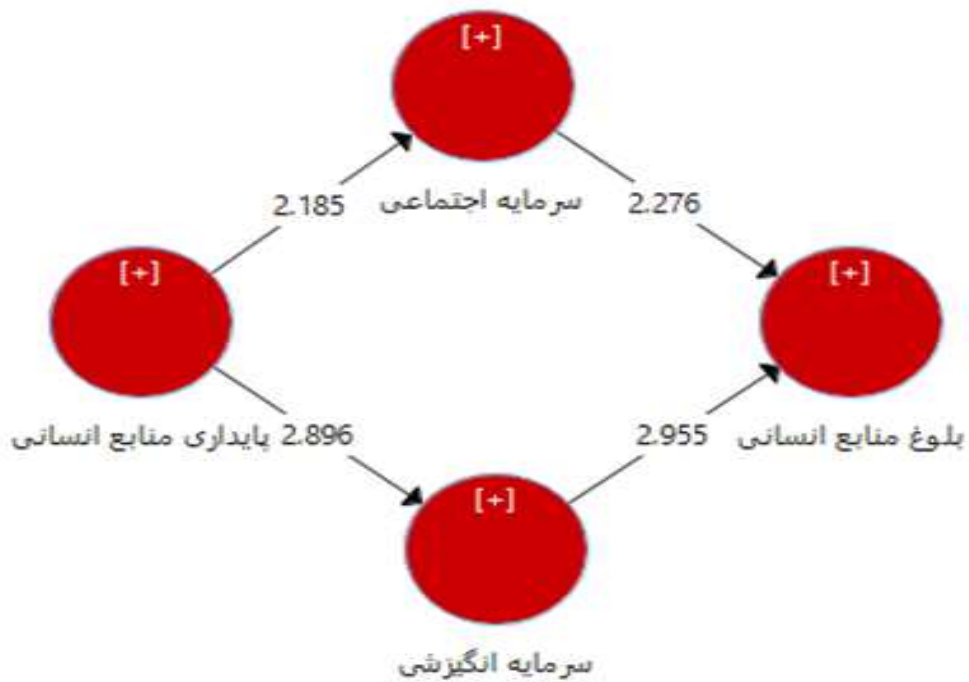 [+]
سرمایه اجتماعی
2.185
2.276
[+]
پایداری منابع انسانی
[+]
بلوغ منابع انسانی
2.896
2.955
[+]
سرمایه انگیزشی